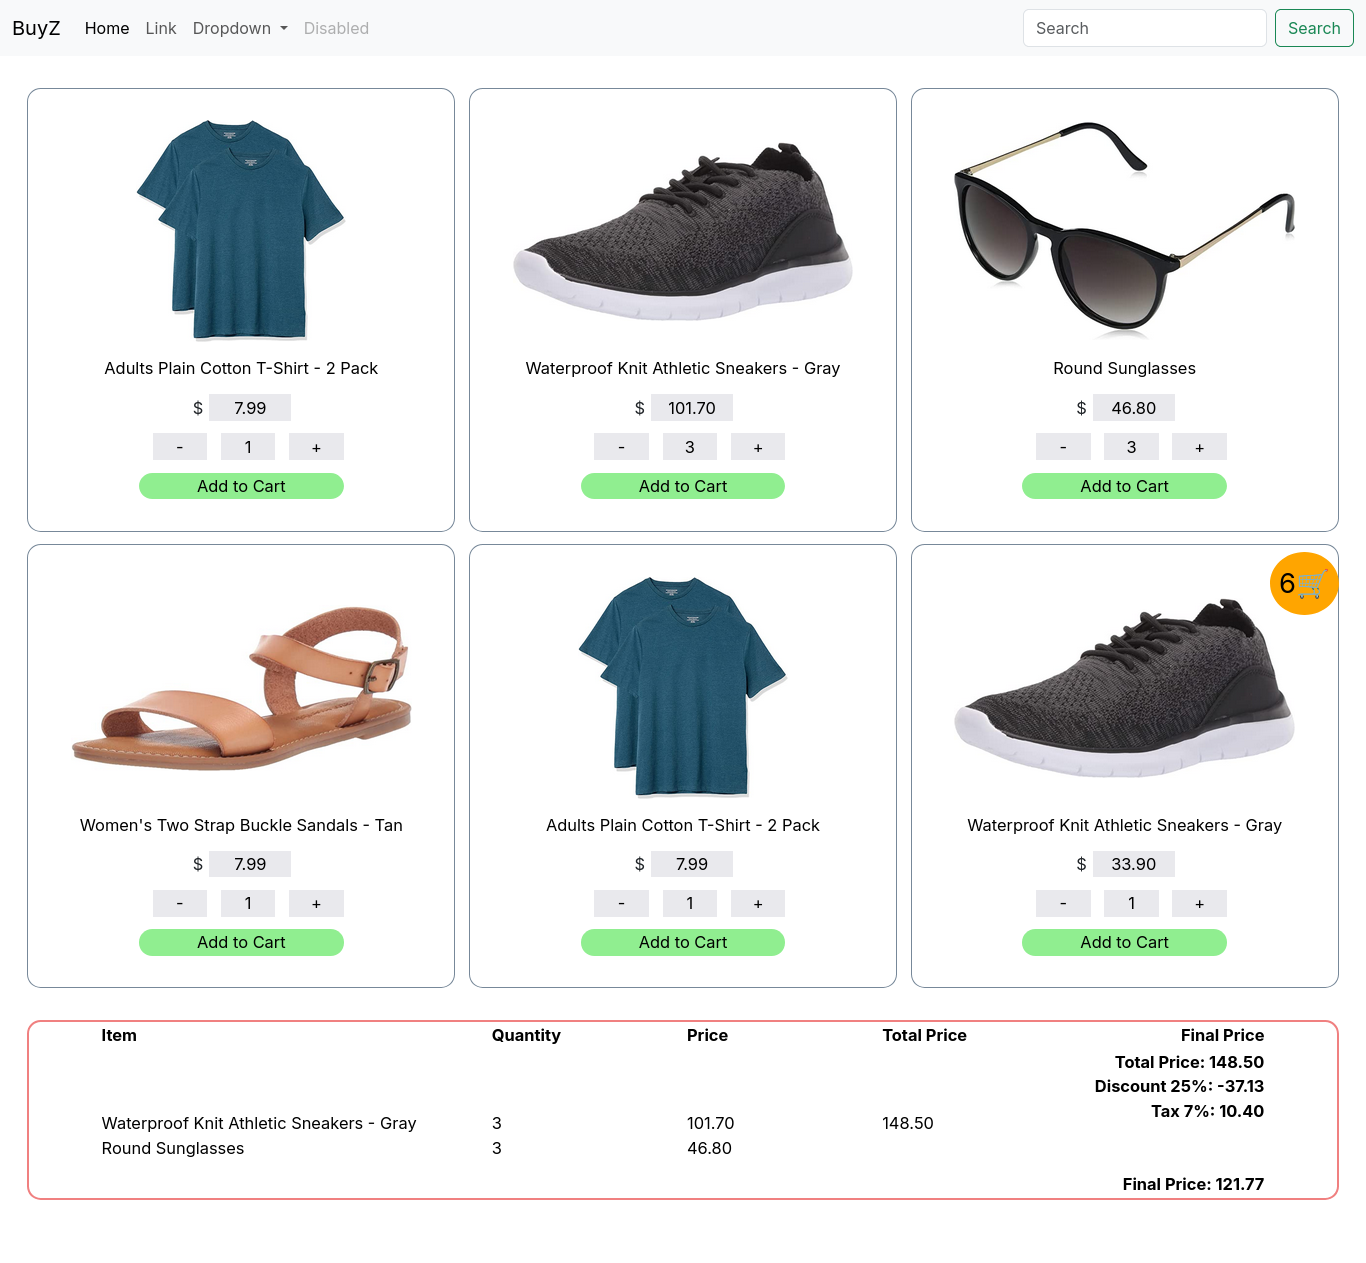 BuyZ Home Link Dropdown Disabled Search Search
Adults Plain Cotton T-Shirt - 2 Pack
$ 7.99
- 1 +
Add to Cart
Waterproof Knit Athletic Sneakers - Gray
$ 101.70
- 3 +
Add to Cart
Round Sunglasses
$ 46.80
- 3 +
Add to Cart
Women's Two Strap Buckle Sandals - Tan
$ 7.99
- 1 +
Add to Cart
Adults Plain Cotton T-Shirt - 2 Pack
$ 7.99
- 1 +
Add to Cart
6
Waterproof Knit Athletic Sneakers - Gray
$ 33.90
- 1 +
Add to Cart
Item Quantity Price Total Price Final Price
Total Price: 148.50
Discount 25%: -37.13
Tax 7%: 10.40
Waterproof Knit Athletic Sneakers - Gray 3 101.70 148.50
Round Sunglasses 3 46.80
Final Price: 121.77